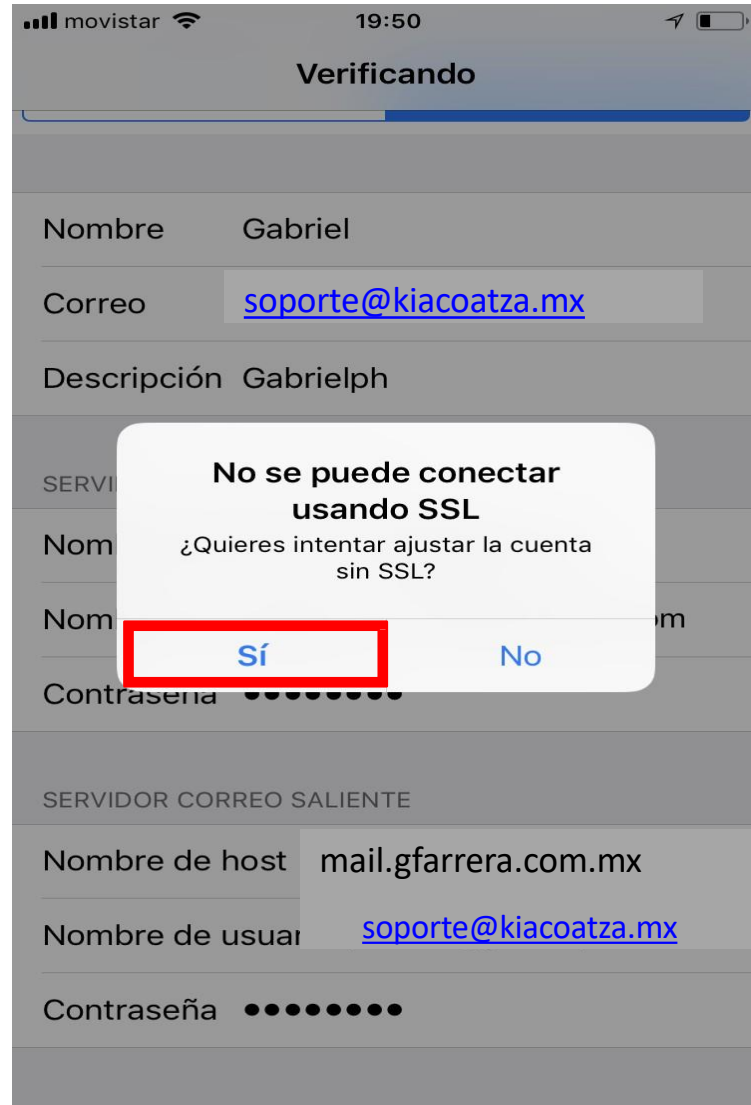 movistar 19:50
Verificando
Nombre Gabriel
Correo soporte@kiacoatza.mx
Descripción Gabrielph
No se puede conectar
usando SSL
¿Quieres intentar ajustar la cuenta
sin SSL?
Sí No
Contraseña ••••••••
SERVIDOR CORREO SALIENTE
Nombre de host mail.gfarrera.com.mx
soporte@kiacoatza.mx
Nombre de
Contraseña ••••••••